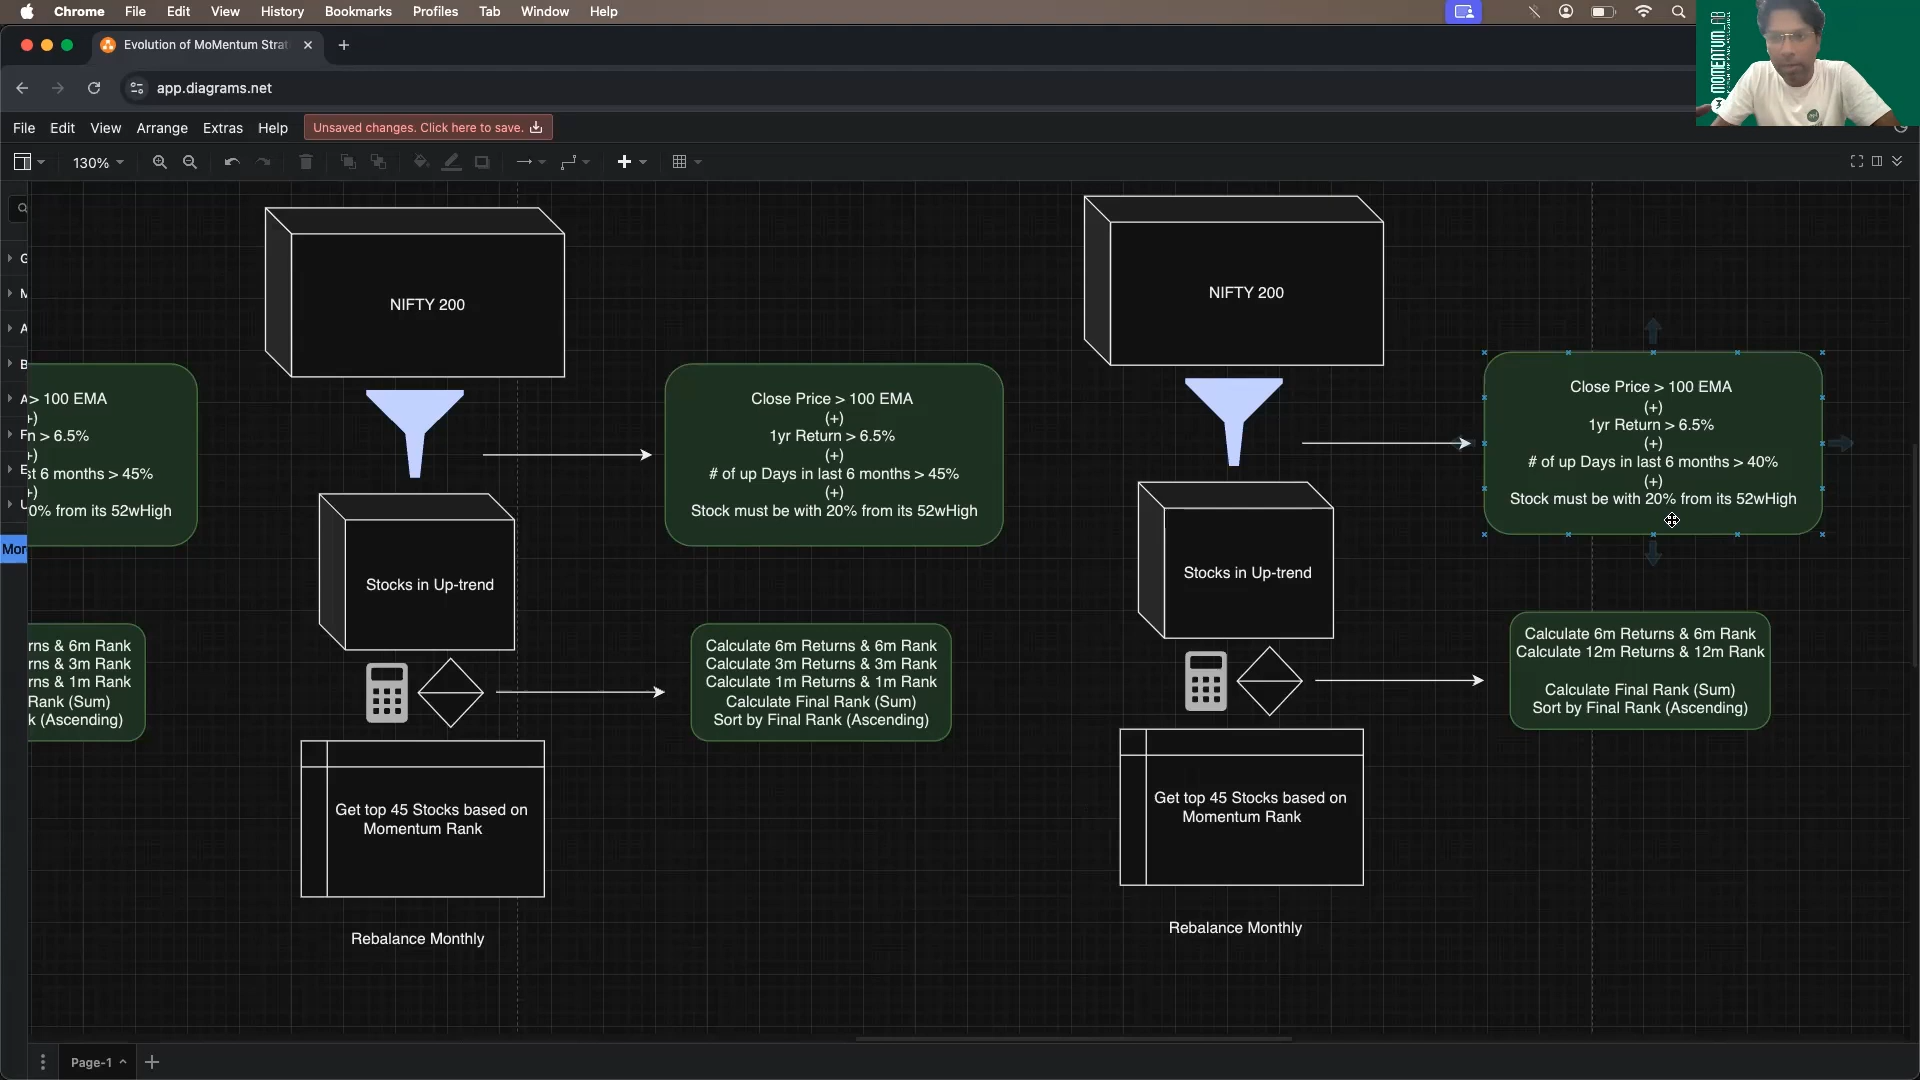 Chrome File Edit View History Bookmarks Profiles Tab Window Help
Evolution of MoMentum Strat
app.diagrams.net
File Edit View Arrange Extras Help Unsaved changes. Click here to save.
130%
MOMENTUM_LAB
NIFTY 200
> 100 EMA
+)
n > 6.5%
+)
st 6 months > 45%
+)
0% from its 52wHigh
Close Price > 100 EMA
(+)
1yr Return > 6.5%
(+)
# of up Days in last 6 months > 45%
(+)
Stock must be with 20% from its 52wHigh
Stocks in Up-trend
rns & 6m Rank
rns & 3m Rank
rns & 1m Rank
Rank (Sum)
k (Ascending)
Calculate 6m Returns & 6m Rank
Calculate 3m Returns & 3m Rank
Calculate 1m Returns & 1m Rank
Calculate Final Rank (Sum)
Sort by Final Rank (Ascending)
Get top 45 Stocks based on
Momentum Rank
Rebalance Monthly
NIFTY 200
Close Price > 100 EMA
(+)
1yr Return > 6.5%
(+)
# of up Days in last 6 months > 40%
(+)
Stock must be with 20% from its 52wHigh
Stocks in Up-trend
Calculate 6m Returns & 6m Rank
Calculate 12m Returns & 12m Rank
Calculate Final Rank (Sum)
Sort by Final Rank (Ascending)
Get top 45 Stocks based on
Momentum Rank
Rebalance Monthly
G
M
A
B
A
F
E
U
Mor
Page-1